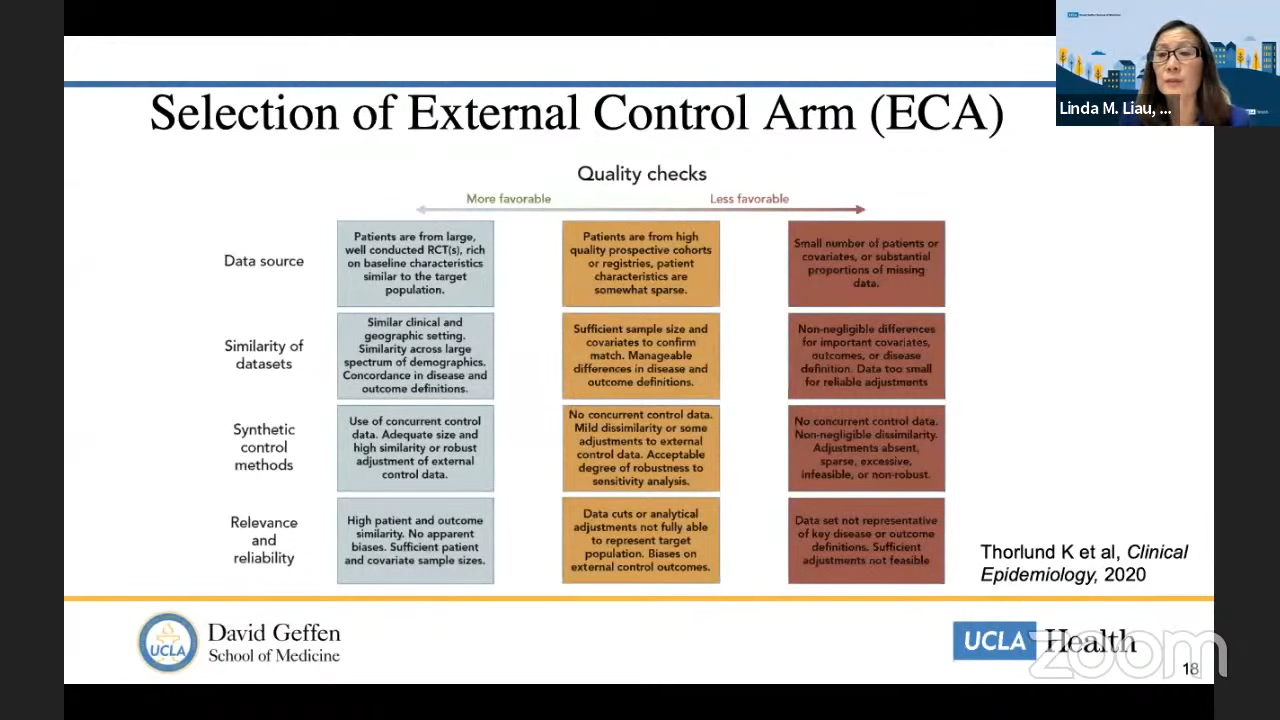 Selection of External Control Arm (ECA)
Linda M. Liau, ...
Quality checks
More favorable
Less favorable
Data source
Patients are from large,
well conducted RCT(s), rich
on baseline characteristics
similar to the target
population.
Patients are from high
quality prospective cohorts
or registries, patient
characteristics are
somewhat sparse.
Small number of patients or
covariates, or substantial
proportions of missing
data.
Similarity of
datasets
Similar clinical and
geographic setting.
Similarity across large
spectrum of demographics.
Concordance in disease and
outcome definitions.
Sufficient sample size and
covariates to confirm
match. Manageable
differences in disease and
outcome definitions.
Non-negligible differences
for important covariates,
outcomes, or disease
definition. Data too small
for reliable adjustments
Synthetic
control
methods
Use of concurrent control
data. Adequate size and
high similarity or robust
adjustment of external
control data.
No concurrent control data.
Mild dissimilarity or some
adjustments to external
control data. Acceptable
degree of robustness to
sensitivity analysis.
No concurrent control data.
Non-negligible dissimilarity.
Adjustments absent,
sparse, excessive,
infeasible, or non-robust.
Relevance
and
reliability
High patient and outcome
similarity. No apparent
biases. Sufficient patient
and covariate sample sizes.
Data cuts or analytical
adjustments not fully able
to represent target
population. Biases on
external control outcomes.
Data set not representative
of key disease or outcome
definitions. Sufficient
adjustments not feasible
Thorlund K et al, Clinical
Epidemiology, 2020
UCLA
David Geffen
School of Medicine
UCLA Health
zoom
18